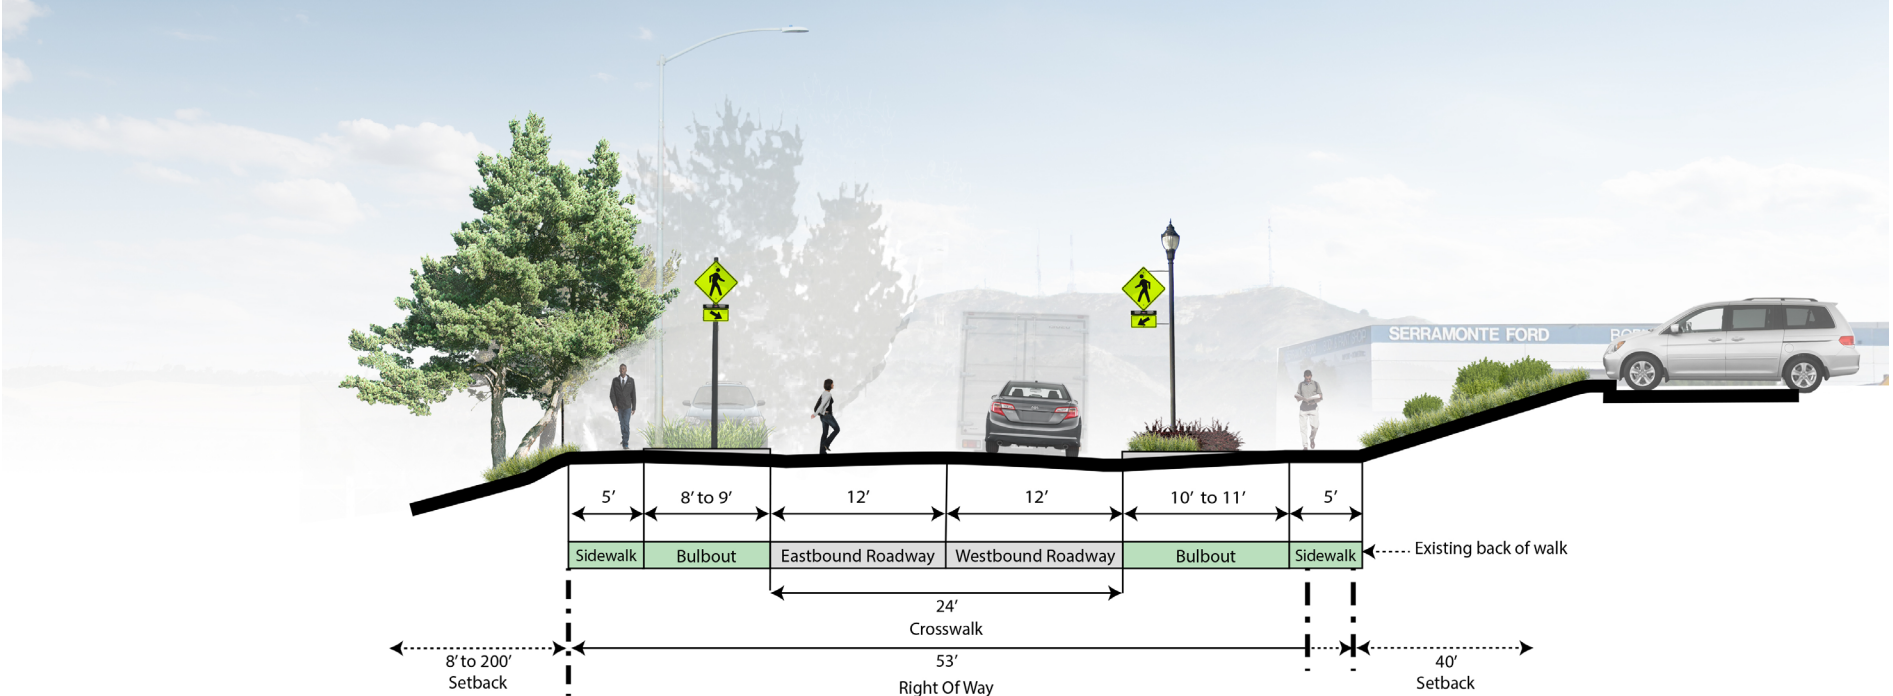 SERRAMONTE FORD
5’ 8’ to 9’ 12’ 12’ 10’ to 11’ 5’
Sidewalk Bulbout Eastbound Roadway Westbound Roadway Bulbout Sidewalk
Existing back of walk
24’
Crosswalk
8’ to 200’ 53’ 40’
Setback Right Of Way Setback